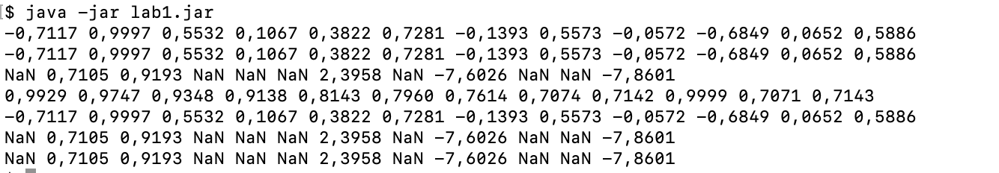 $ java -jar lab1.jar
-0,7117 0,9997 0,5532 0,1067 0,3822 0,7281 -0,1393 0,5573 -0,0572 -0,6849 0,0652 0,5886
-0,7117 0,9997 0,5532 0,1067 0,3822 0,7281 -0,1393 0,5573 -0,0572 -0,6849 0,0652 0,5886
NaN 0,7105 0,9193 NaN NaN NaN 2,3958 NaN -7,6026 NaN NaN -7,8601
0,9929 0,9747 0,9348 0,9138 0,8143 0,7960 0,7614 0,7074 0,7142 0,9999 0,7071 0,7143
-0,7117 0,9997 0,5532 0,1067 0,3822 0,7281 -0,1393 0,5573 -0,0572 -0,6849 0,0652 0,5886
NaN 0,7105 0,9193 NaN NaN NaN 2,3958 NaN -7,6026 NaN NaN -7,8601
NaN 0,7105 0,9193 NaN NaN NaN 2,3958 NaN -7,6026 NaN NaN -7,8601